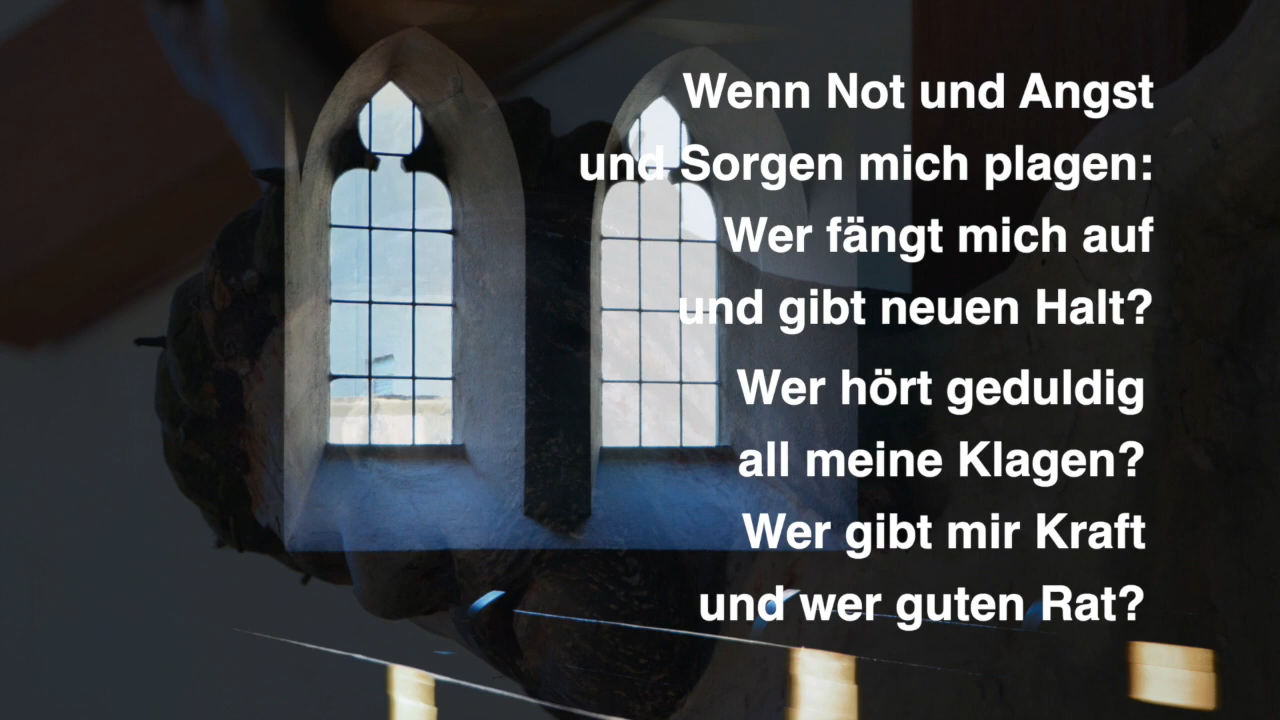 Wenn Not und Angst
und Sorgen mich plagen:
Wer fängt mich auf
und gibt neuen Halt?
Wer hört geduldig
all meine Klagen?
Wer gibt mir Kraft
und wer guten Rat?